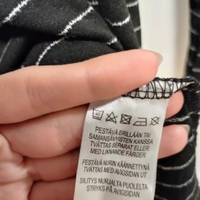 PESTÄVÄ ERILLÄÄN TAI
SAMANSÄVYISTEN KANSSA
TVÄTTAS SEPARAT ELLER
MED LIKNANDE FÄRGER
PESTÄVÄ NURIN KÄÄNNETTYNÄ
TVÄTTAS MED AVIGSIDAN UT
SILITYS NURJALTA PUOLELTA
STRYKS PÅ AVIGSIDAN